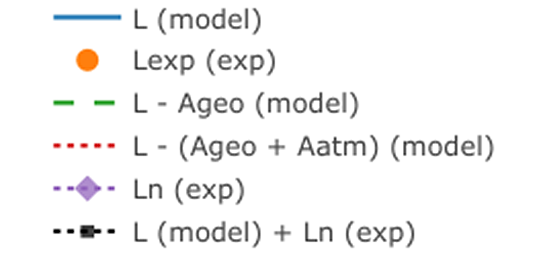 L (model)
Lexp (exp)
L - Ageo (model)
L - (Ageo + Aatm) (model)
Ln (exp)
L (model) + Ln (exp)